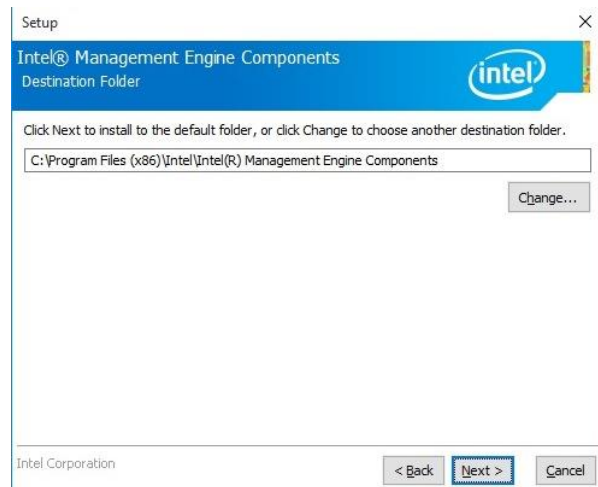 Setup
Intel® Management Engine Components
Destination Folder
intel
Click Next to install to the default folder, or click Change to choose another destination folder.
C:\Program Files (x86)\Intel\Intel(R) Management Engine Components
Change...
Intel Corporation
< Back Next > Cancel